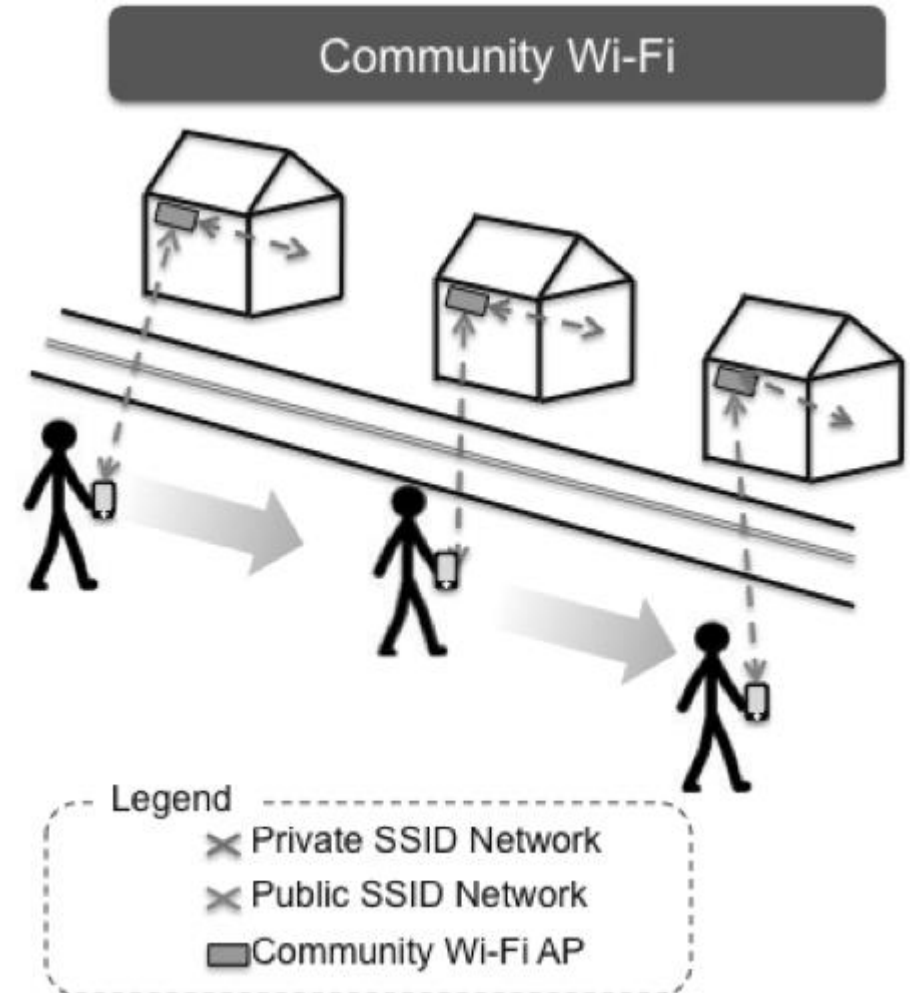 Community Wi-Fi
Legend
Private SSID Network
Public SSID Network
Community Wi-Fi AP